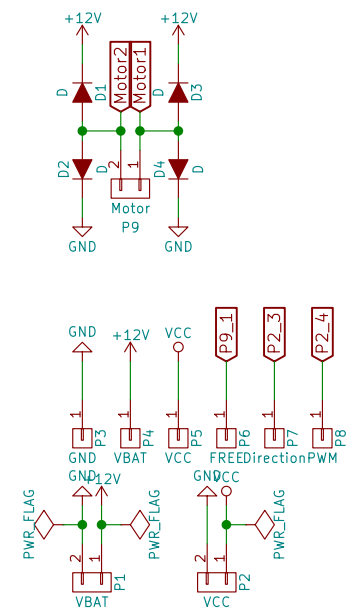 +12V +12V
Motor2 Motor1
D D1 D D3
D2 D D4 D
2 1
GND Motor GND
P9
GND +12V VCC P9_1 P2_3 P2_4
1 1 1 1 1 1
P3 P4 P5 P6 P7 P8
GND VBAT VCC FREE Direction PWM
GND +12V GND VCC
PWR_FLAG PWR_FLAG PWR_FLAG
2 1 2 1
P1 P2
VBAT VCC